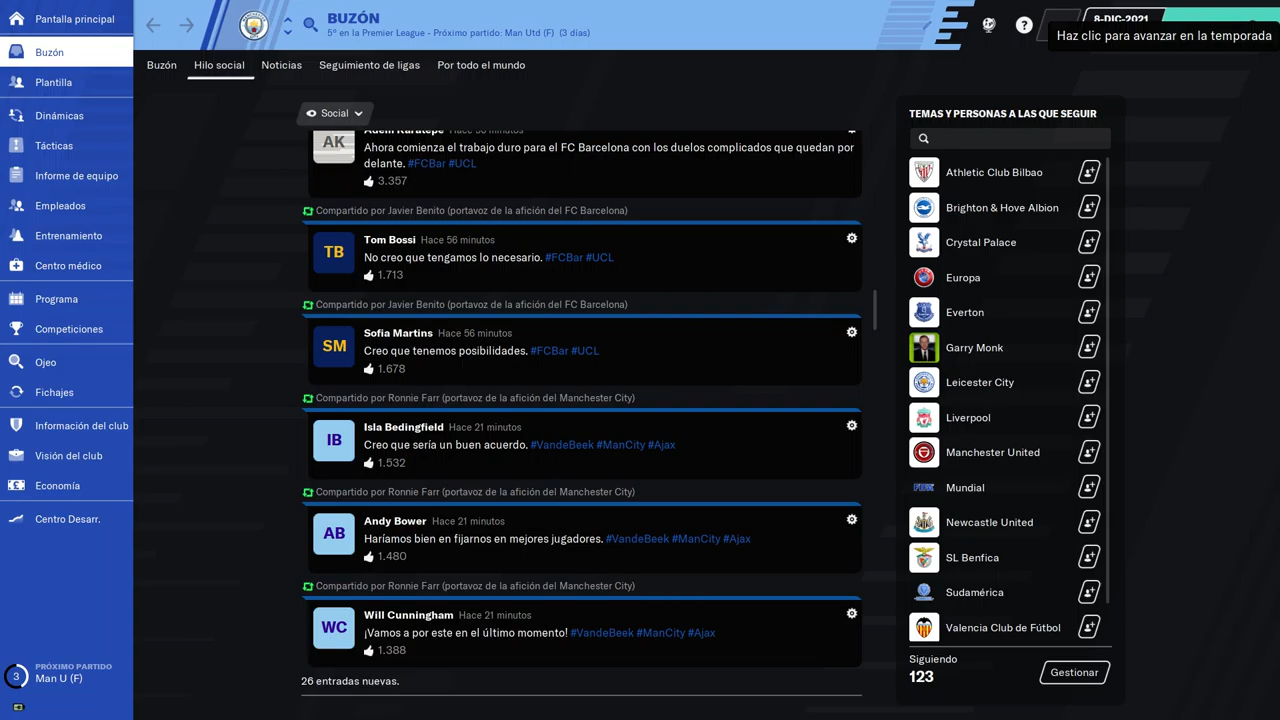 Pantalla principal
Buzón
Plantilla
Dinámicas
Tácticas
Informe de equipo
Empleados
Entrenamiento
Centro médico
Programa
Competiciones
Ojeo
Fichajes
Información del club
Visión del club
Economía
Centro Desarr.
3
PRÓXIMO PARTIDO
Man U (F)
BUZÓN
5º en la Premier League - Próximo partido: Man Utd (F) (3 días)
8-DIC-2021
Haz clic para avanzar en la temporada
Buzón
Hilo social
Noticias
Seguimiento de ligas
Por todo el mundo
Social
AK
Adem Karatepe Hace 56 minutos
Ahora comienza el trabajo duro para el FC Barcelona con los duelos complicados que quedan por
delante. #FCBar #UCL
3.357
Compartido por Javier Benito (portavoz de la afición del FC Barcelona)
TB
Tom Bossi Hace 56 minutos
No creo que tengamos lo necesario. #FCBar #UCL
1.713
Compartido por Javier Benito (portavoz de la afición del FC Barcelona)
SM
Sofia Martins Hace 56 minutos
Creo que tenemos posibilidades. #FCBar #UCL
1.678
Compartido por Ronnie Farr (portavoz de la afición del Manchester City)
IB
Isla Bedingfield Hace 21 minutos
Creo que sería un buen acuerdo. #VandeBeek #ManCity #Ajax
1.532
Compartido por Ronnie Farr (portavoz de la afición del Manchester City)
AB
Andy Bower Hace 21 minutos
Haríamos bien en fijarnos en mejores jugadores. #VandeBeek #ManCity #Ajax
1.480
Compartido por Ronnie Farr (portavoz de la afición del Manchester City)
WC
Will Cunningham Hace 21 minutos
¡Vamos a por este en el último momento! #VandeBeek #ManCity #Ajax
1.388
26 entradas nuevas.
TEMAS Y PERSONAS A LAS QUE SEGUIR
Athletic Club Bilbao
Brighton & Hove Albion
Crystal Palace
Europa
Everton
Garry Monk
Leicester City
Liverpool
Manchester United
Mundial
Newcastle United
SL Benfica
Sudamérica
Valencia Club de Fútbol
Siguiendo
123
Gestionar